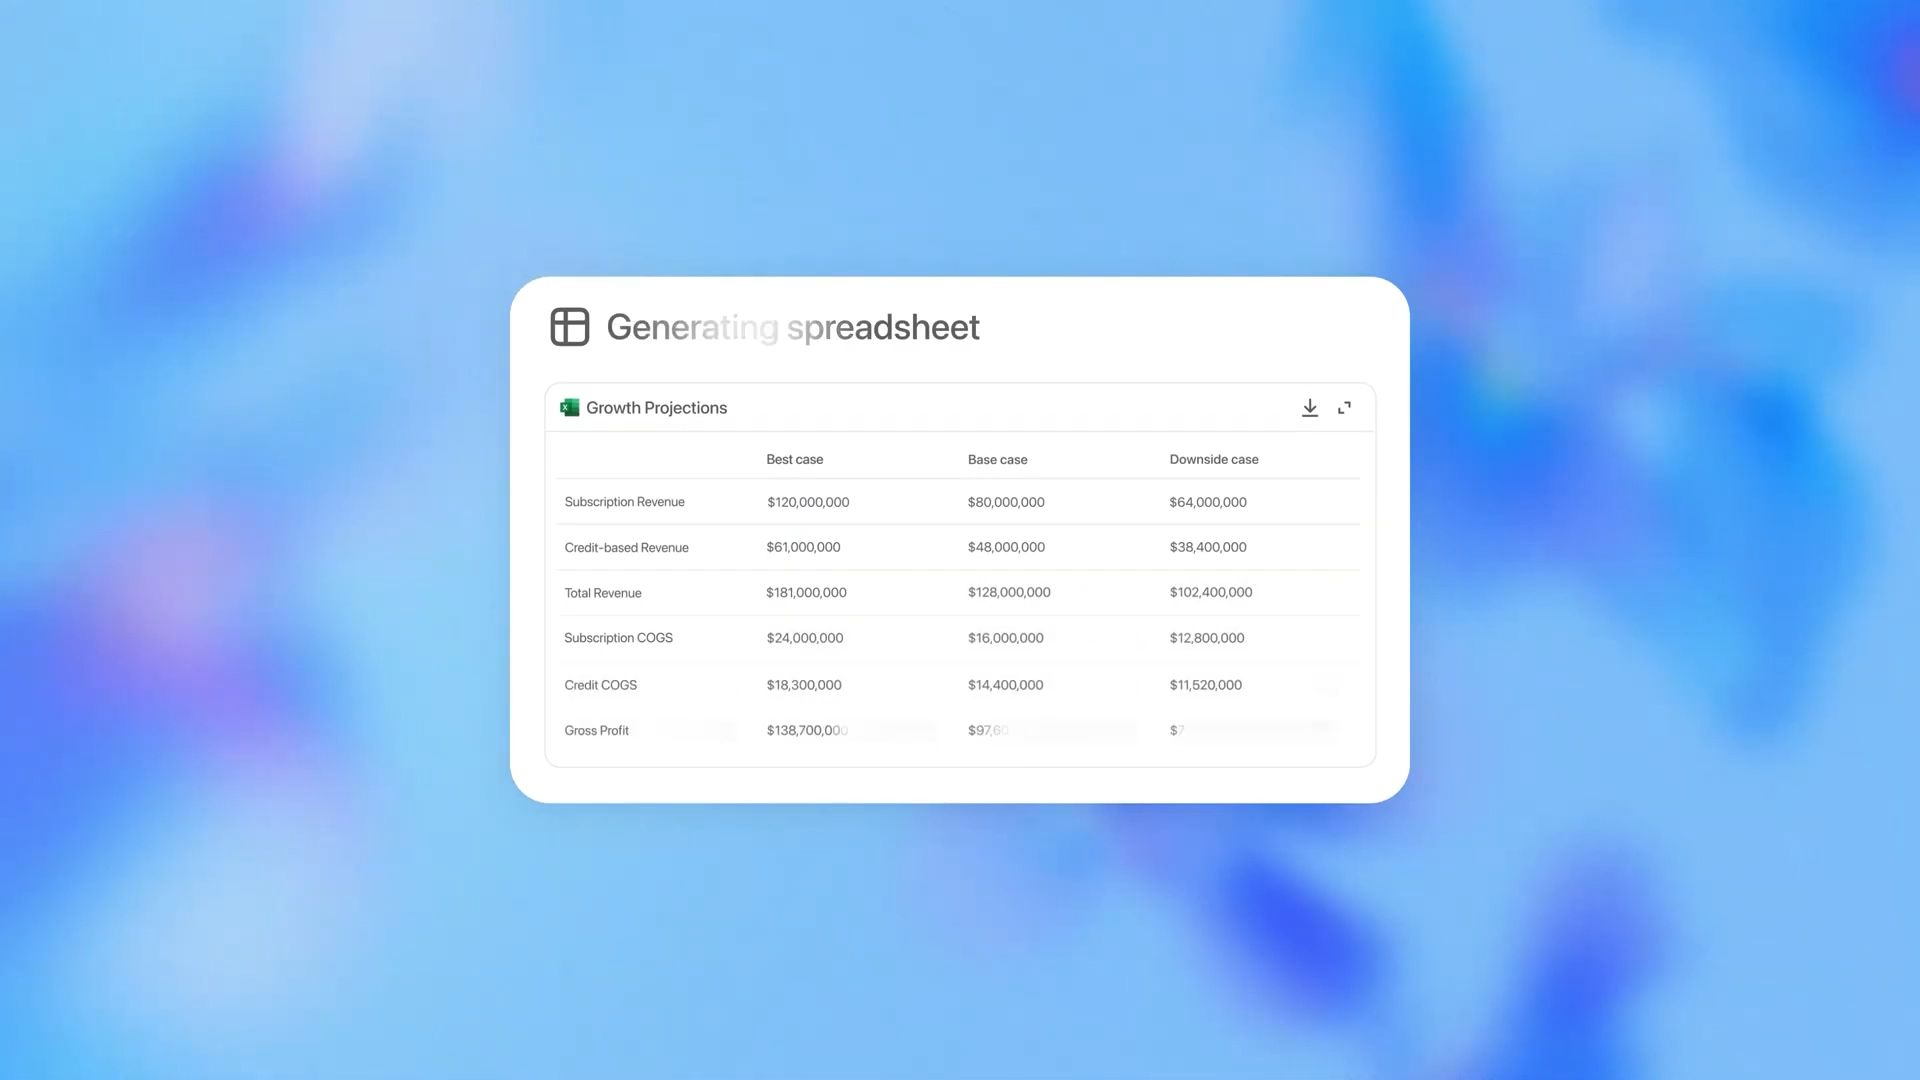 Generating spreadsheet
Growth Projections
Best case Base case Downside case
Subscription Revenue $120,000,000 $80,000,000 $64,000,000
Credit-based Revenue $61,000,000 $48,000,000 $38,400,000
Total Revenue $181,000,000 $128,000,000 $102,400,000
Subscription COGS $24,000,000 $16,000,000 $12,800,000
Credit COGS $18,300,000 $14,400,000 $11,520,000
Gross Profit $138,700,000 $97,60 $7